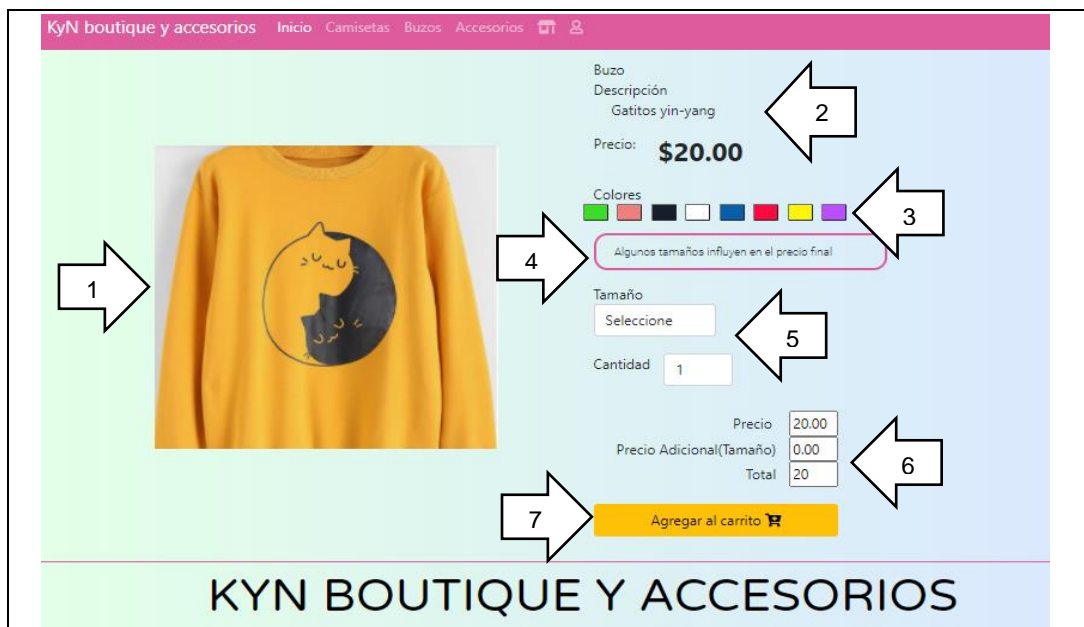 KyN boutique y accesorios Inicio Camisetas Buzos Accesorios
Buzo
Descripción
Gatitos yin-yang
2
Precio: $20.00
Colores
3
4
Algunos tamaños influyen en el precio final
1
Tamaño
Seleccione
5
Cantidad 1
Precio 20.00
Precio Adicional(Tamaño) 0.00
6
Total 20
7
Agregar al carrito
KYN BOUTIQUE Y ACCESORIOS